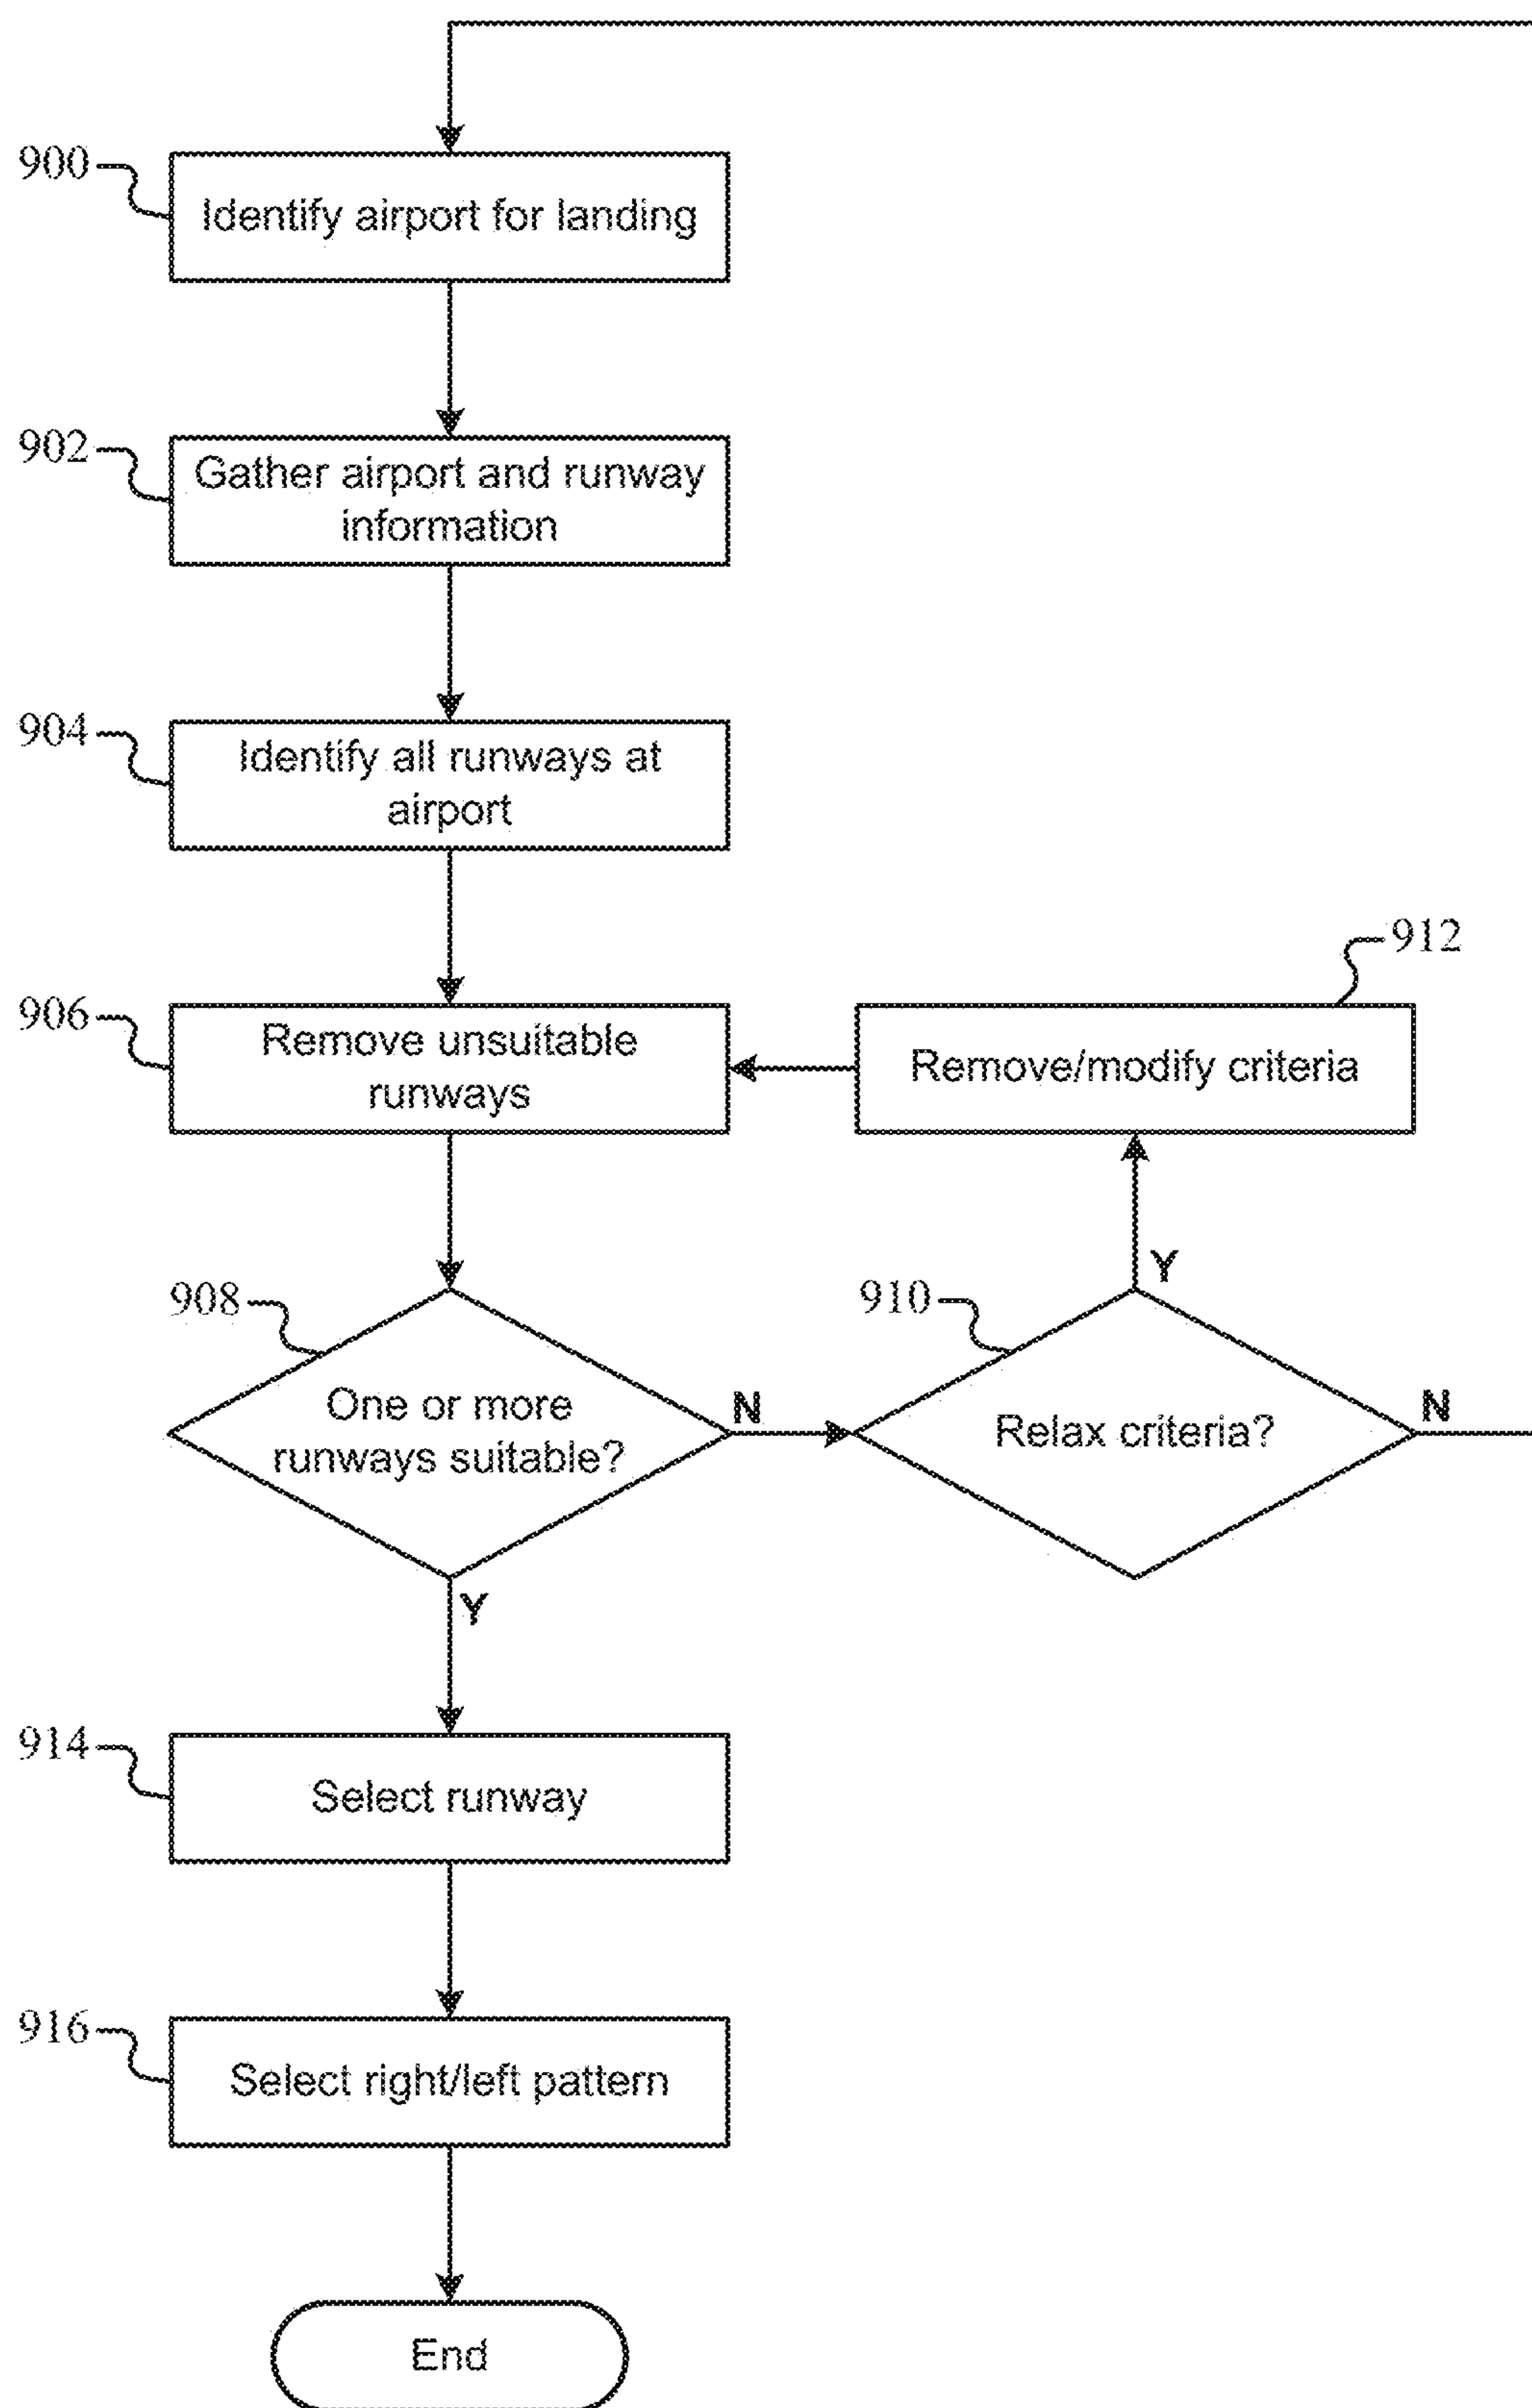 900
Identify airport for landing
902
Gather airport and runway
information
904
Identify all runways at
airport
906
Remove unsuitable
runways
912
Remove/modify criteria
908
One or more
runways suitable?
N
Y
910
Relax criteria?
Y
N
914
Select runway
916
Select right/left pattern
End